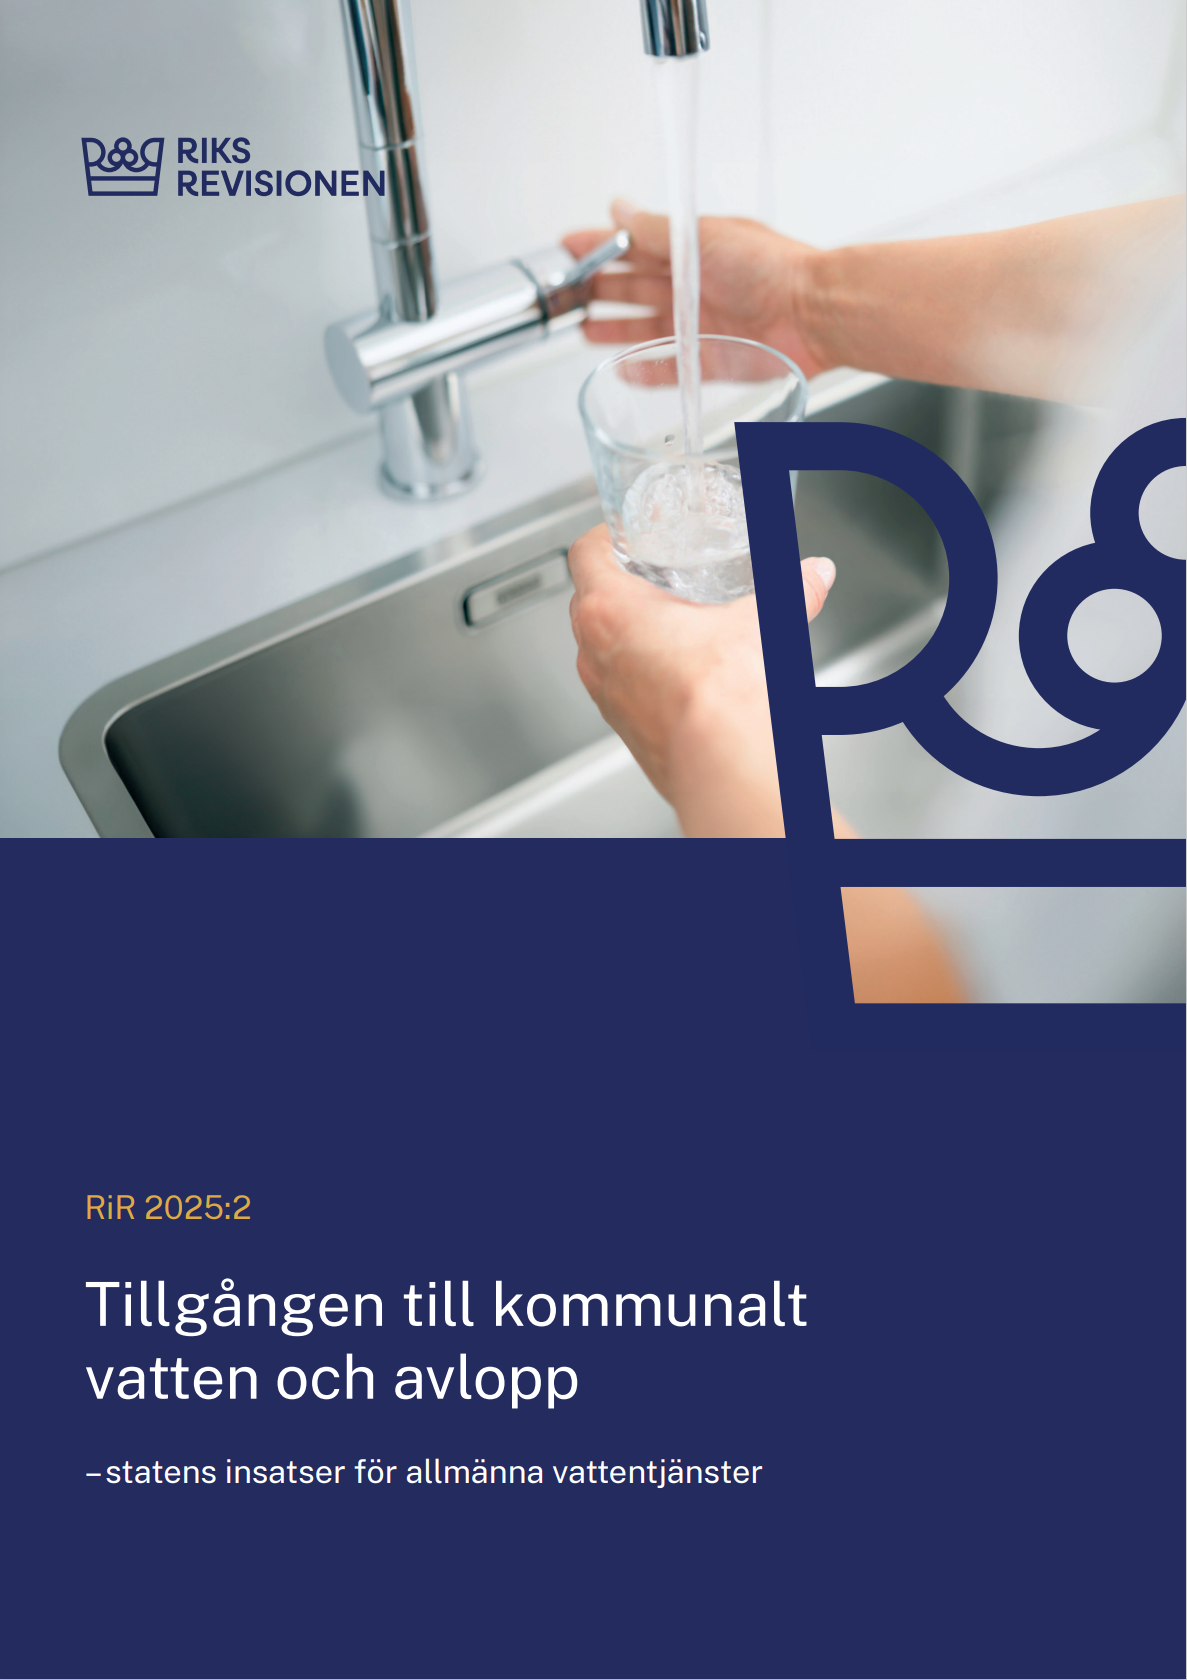 RIKS
REVISIONEN
RiR 2025:2
Tillgången till kommunalt
vatten och avlopp
– statens insatser för allmänna vattentjänster